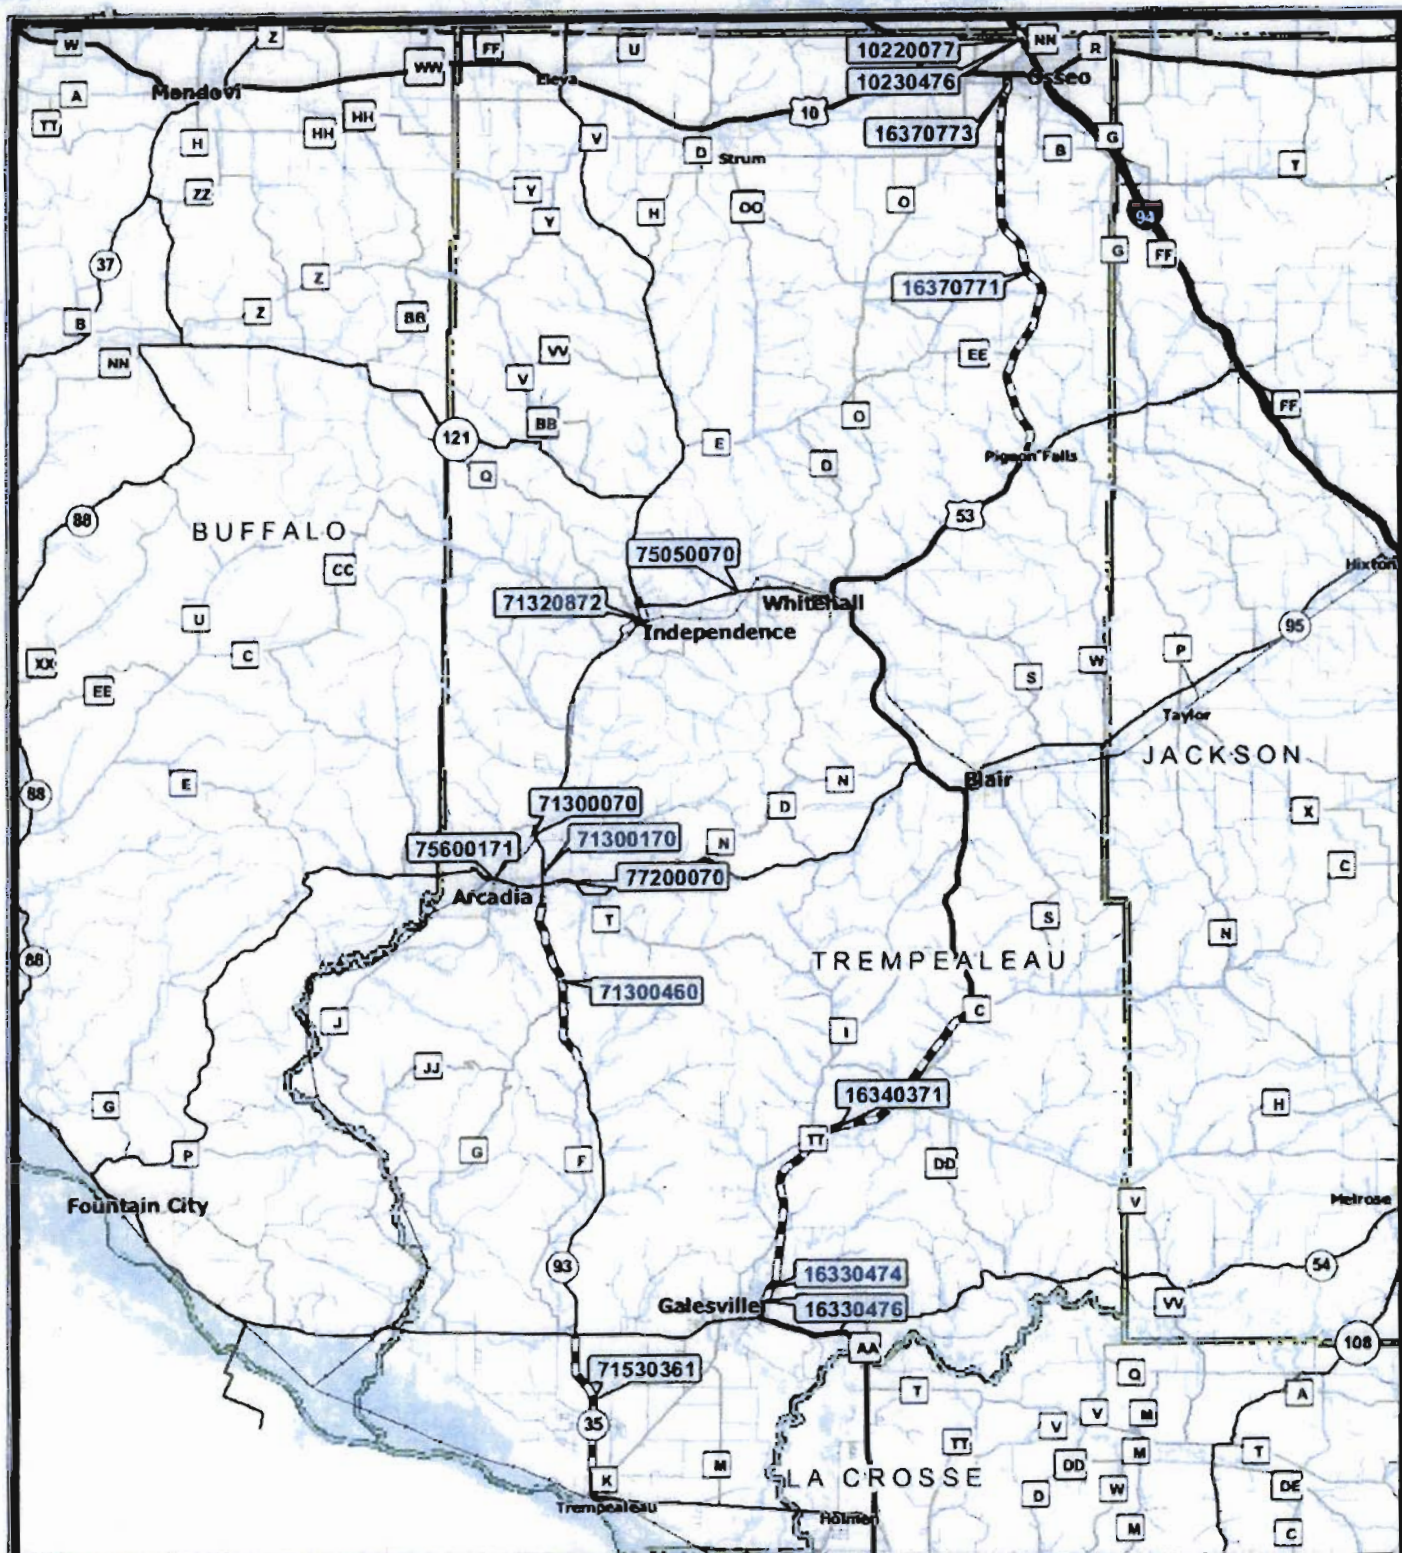 W
Z
FF
U
NN
R
10220077
WW
Eleva
Osseo
10230476
Mondovi
A
HH
10
TT
HH
H
V
16370773
G
D
B
Strum
T
ZZ
Y
H
OO
O
Y
94
G
FF
37
Z
16370771
Z
B
BB
NN
VV
EE
V
FF
O
BB
121
E
Q
D
Pigeon Falls
88
53
BUFFALO
75050070
CC
Hixton
71320872
Whitehall
U
Independence
95
C
W
P
XX
S
EE
Taylor
JACKSON
E
N
Blair
88
71300070
D
X
71300170
75600171
N
C
77200070
Arcadia
T
S
N
88
TREMPEALEAU
71300460
C
J
I
JJ
16340371
G
H
TT
G
P
F
DD
Fountain City
V
Melrose
93
16330474
54
Galesville
16330476
VV
AA
108
71530361
Q
T
A
35
V
V
M
TT
M
T
K
M
DD
LA CROSSE
D
W
DE
Trempealeau
Holmen
M
C